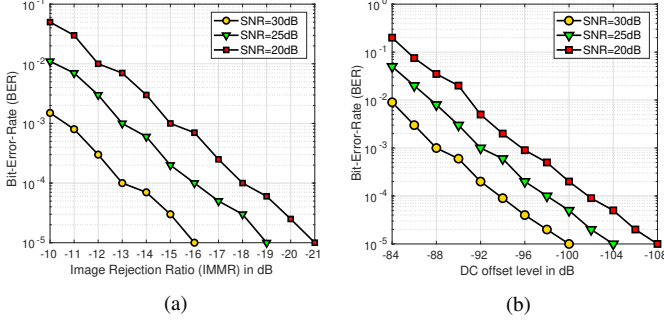 SNR=30dB
SNR=25dB
SNR=20dB
10⁻¹
10⁻²
10⁻³
10⁻⁴
10⁻⁵
Bit-Error-Rate (BER)
-10 -11 -12 -13 -14 -15 -16 -17 -18 -19 -20 -21
Image Rejection Ratio (IMMR) in dB
(a)
SNR=30dB
SNR=25dB
SNR=20dB
10⁰
10⁻¹
10⁻²
10⁻³
10⁻⁴
10⁻⁵
Bit-Error-Rate (BER)
-84 -88 -92 -96 -100 -104 -108
DC offset level in dB
(b)